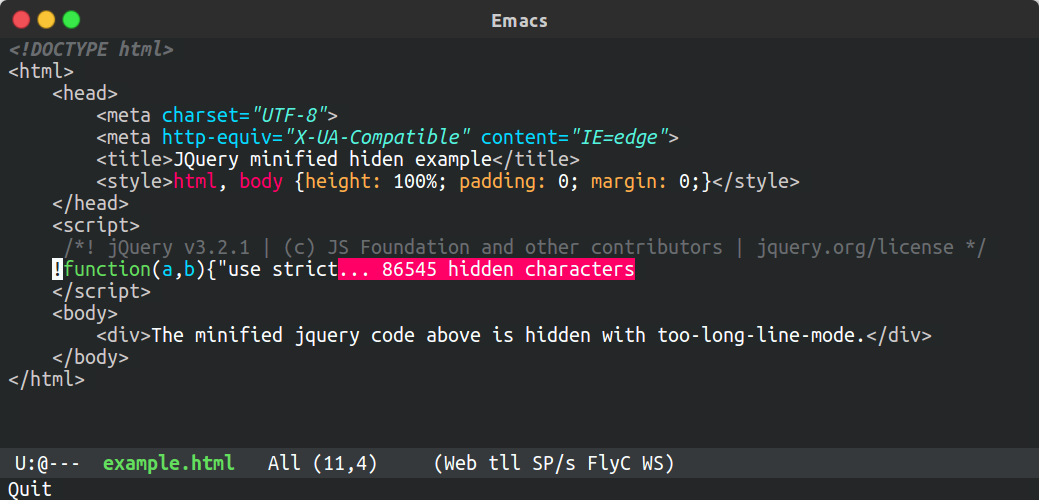 Emacs
<!DOCTYPE html>
<html>
    <head>
        <meta charset="UTF-8">
        <meta http-equiv="X-UA-Compatible" content="IE=edge">
        <title>JQuery minified hiden example</title>
        <style>html, body {height: 100%; padding: 0; margin: 0;}</style>
    </head>
    <script>
     /*! jQuery v3.2.1 | (c) JS Foundation and other contributors | jquery.org/license */
    !function(a,b){"use strict... 86545 hidden characters
    </script>
    <body>
        <div>The minified jquery code above is hidden with too-long-line-mode.</div>
    </body>
</html>
U:@---  example.html   All (11,4)     (Web tll SP/s FlyC WS)
Quit